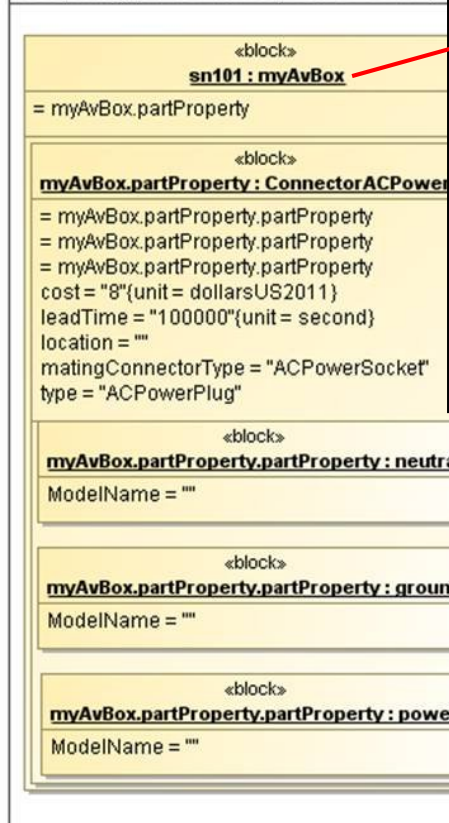 «block»
sn101 : myAvBox
= myAvBox.partProperty
«block»
myAvBox.partProperty : ConnectorACPower
= myAvBox.partProperty.partProperty
= myAvBox.partProperty.partProperty
= myAvBox.partProperty.partProperty
cost = "8"{unit = dollarsUS2011}
leadTime = "100000"{unit = second}
location = ""
matingConnectorType = "ACPowerSocket"
type = "ACPowerPlug"
«block»
myAvBox.partProperty.partProperty : neutra
ModelName = ""
«block»
myAvBox.partProperty.partProperty : groun
ModelName = ""
«block»
myAvBox.partProperty.partProperty : powe
ModelName = ""